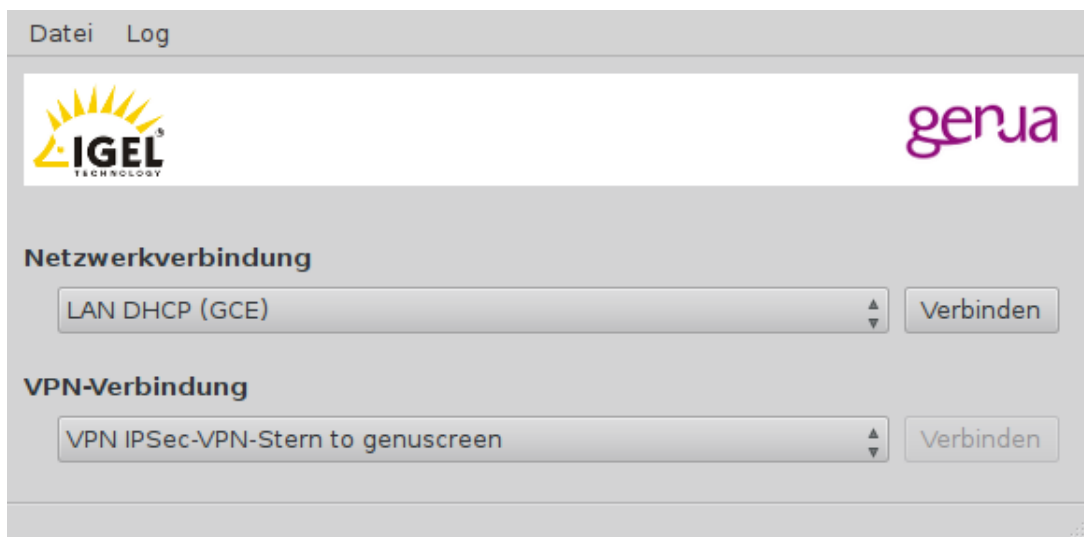 Datei Log
IGEL
TECHNOLOGY
genua
Netzwerkverbindung
LAN DHCP (GCE) Verbinden
VPN-Verbindung
VPN IPSec-VPN-Stern to genuscreen Verbinden